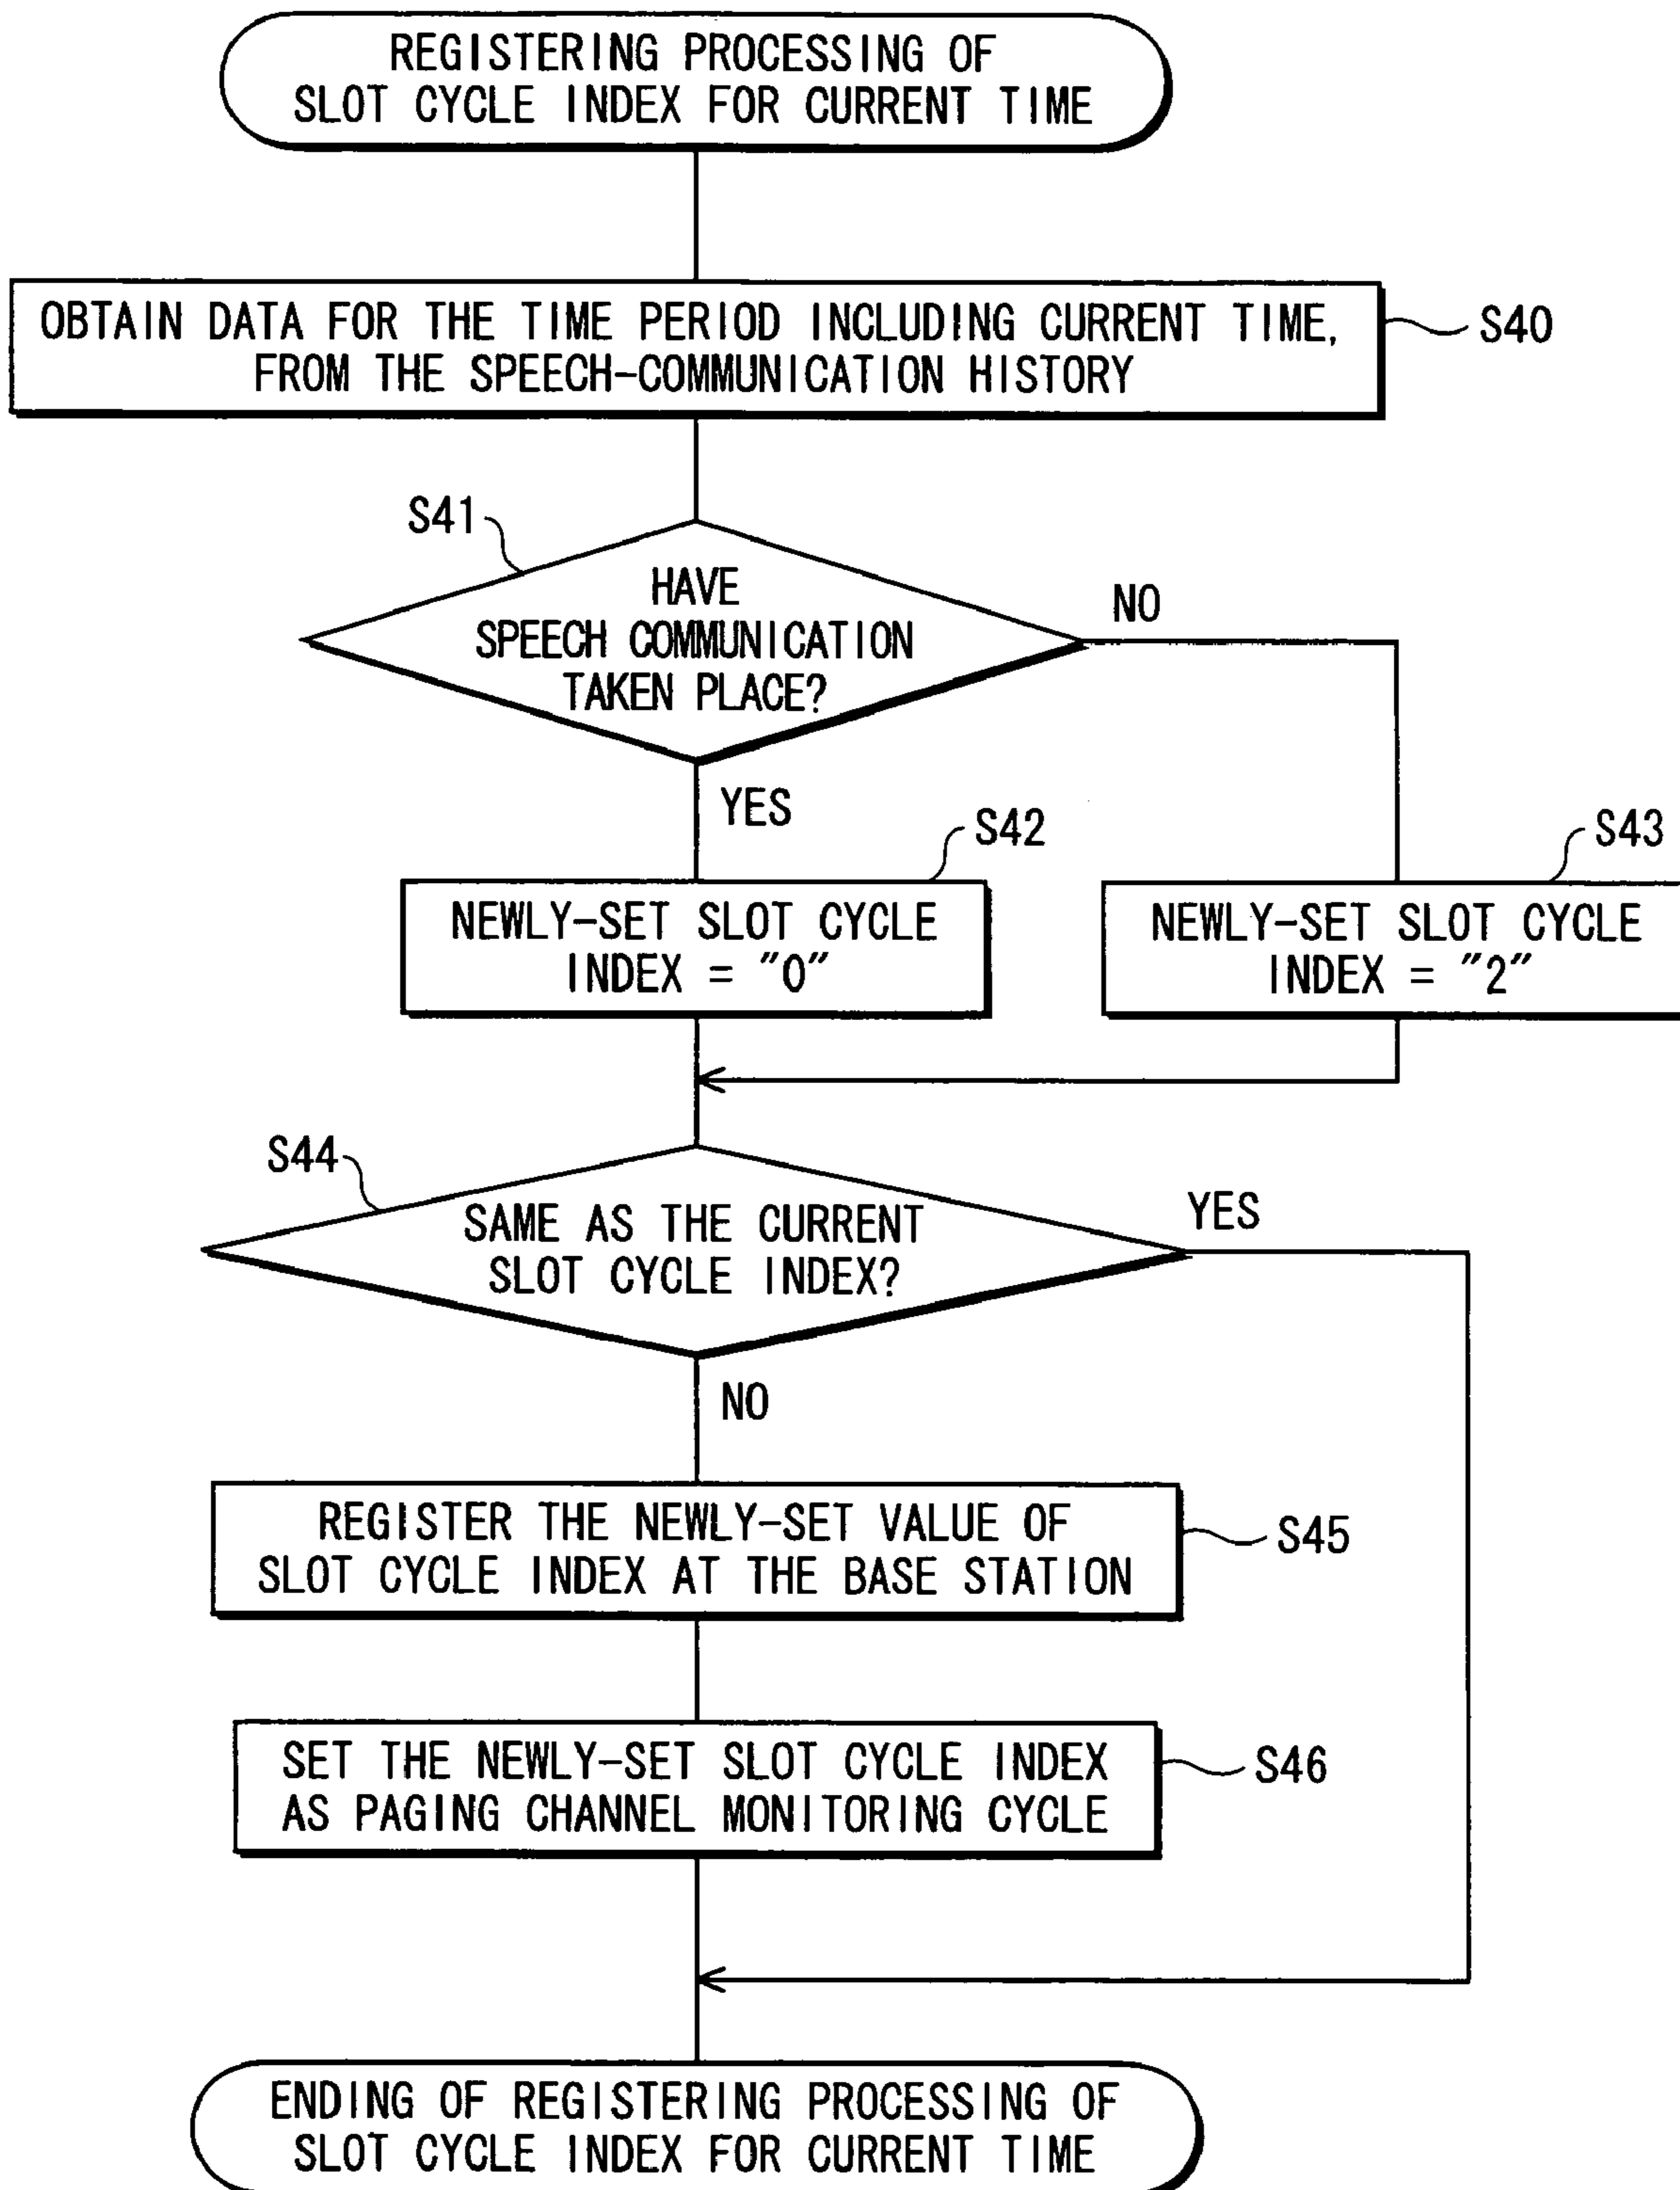 REGISTERING PROCESSING OF
SLOT CYCLE INDEX FOR CURRENT TIME
OBTAIN DATA FOR THE TIME PERIOD INCLUDING CURRENT TIME,
FROM THE SPEECH-COMMUNICATION HISTORY
S40
S41
HAVE
SPEECH COMMUNICATION
TAKEN PLACE?
NO
YES
S42
NEWLY-SET SLOT CYCLE
INDEX = "0"
S43
NEWLY-SET SLOT CYCLE
INDEX = "2"
S44
SAME AS THE CURRENT
SLOT CYCLE INDEX?
YES
NO
REGISTER THE NEWLY-SET VALUE OF
SLOT CYCLE INDEX AT THE BASE STATION
S45
SET THE NEWLY-SET SLOT CYCLE INDEX
AS PAGING CHANNEL MONITORING CYCLE
S46
ENDING OF REGISTERING PROCESSING OF
SLOT CYCLE INDEX FOR CURRENT TIME